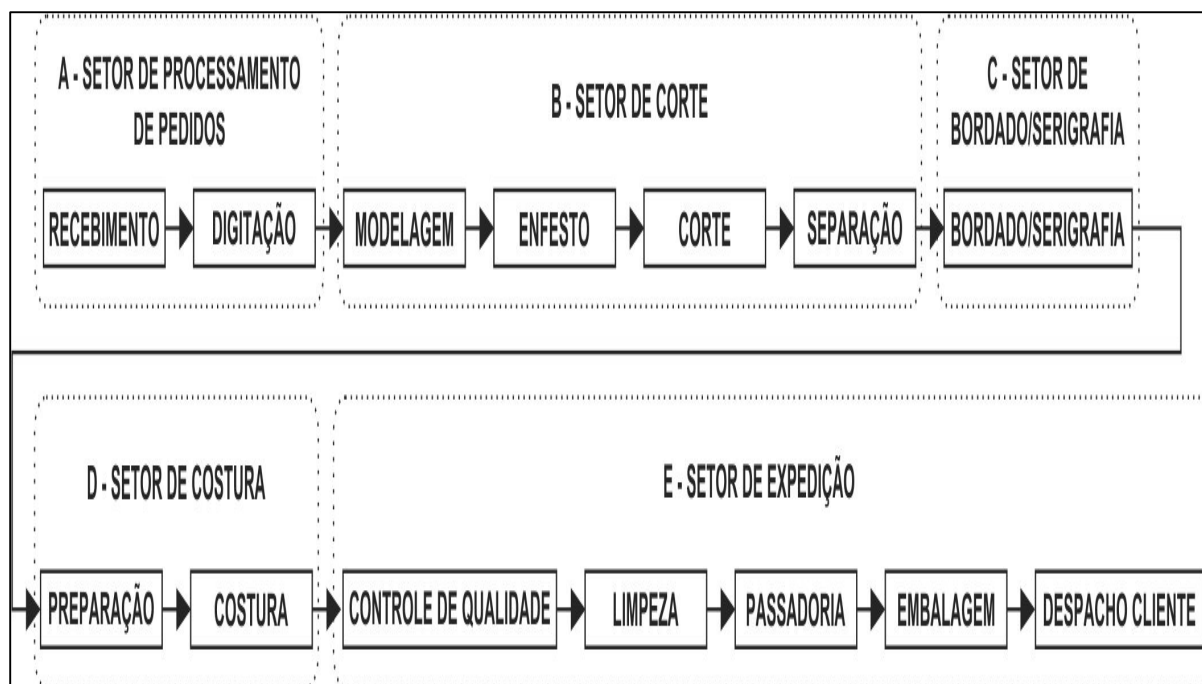 A - SETOR DE PROCESSAMENTO
DE PEDIDOS
RECEBIMENTO
DIGITAÇÃO
B - SETOR DE CORTE
MODELAGEM
ENFESTO
CORTE
SEPARAÇÃO
C - SETOR DE
BORDADO/SERIGRAFIA
BORDADO/SERIGRAFIA
D - SETOR DE COSTURA
PREPARAÇÃO
COSTURA
E - SETOR DE EXPEDIÇÃO
CONTROLE DE QUALIDADE
LIMPEZA
PASSADORIA
EMBALAGEM
DESPACHO CLIENTE